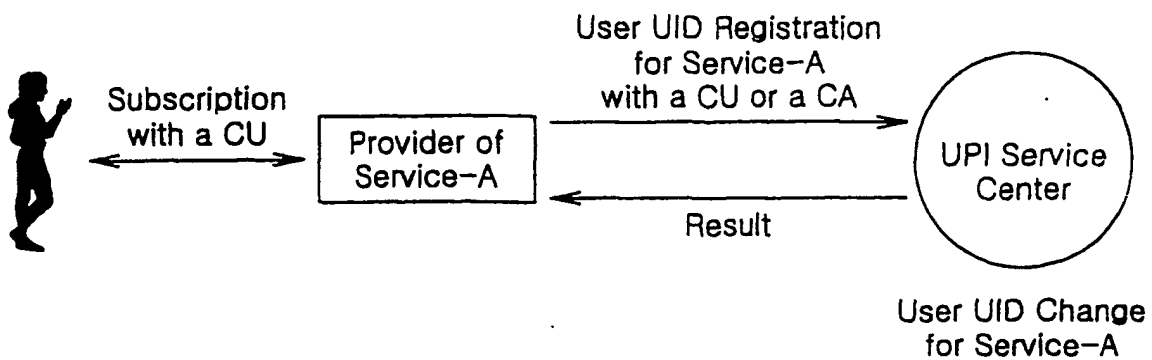 User UID Registration
for Service-A
with a CU or a CA
Subscription
with a CU
Provider of
Service-A
UPI Service
Center
Result
User UID Change
for Service-A